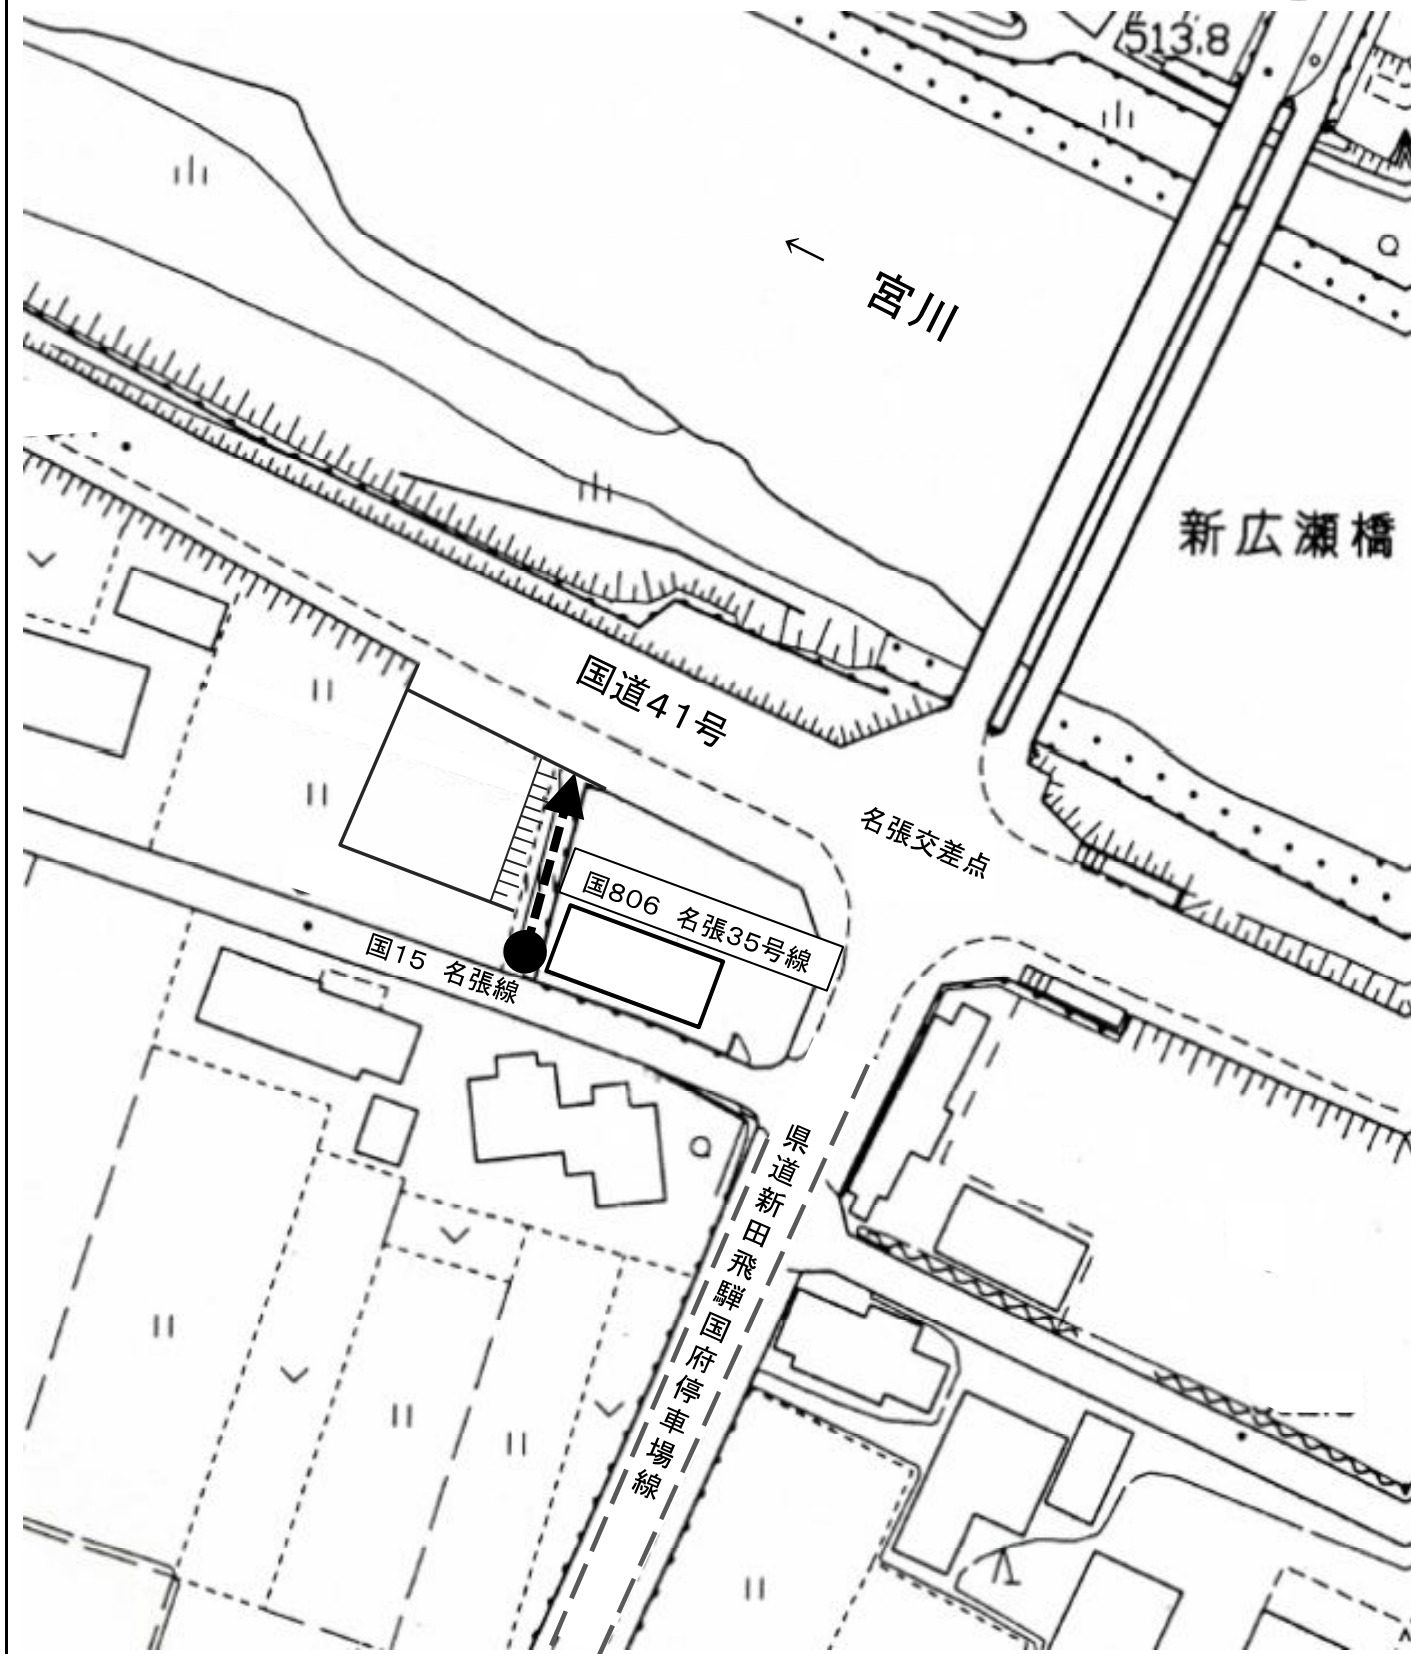 513.8
← 宮川
新広瀬橋
国道41号
名張交差点
国806 名張35号線
国15 名張線
県道新田飛騨国府停車場線